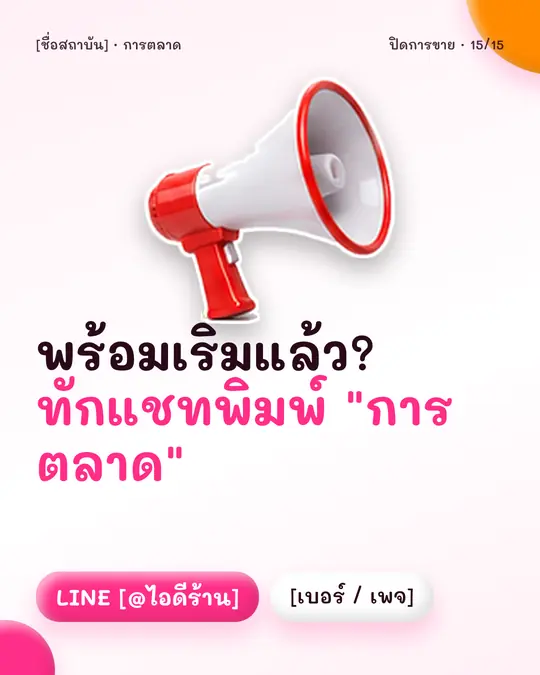 [ชื่อสถาบัน] · การตลาด
ปิดการขาย · 15/15
พร้อมเริ่มแล้ว?
ทักแชทพิมพ์ "การ
ตลาด"
LINE [@ไอดีร้าน]
[เบอร์ / เพจ]